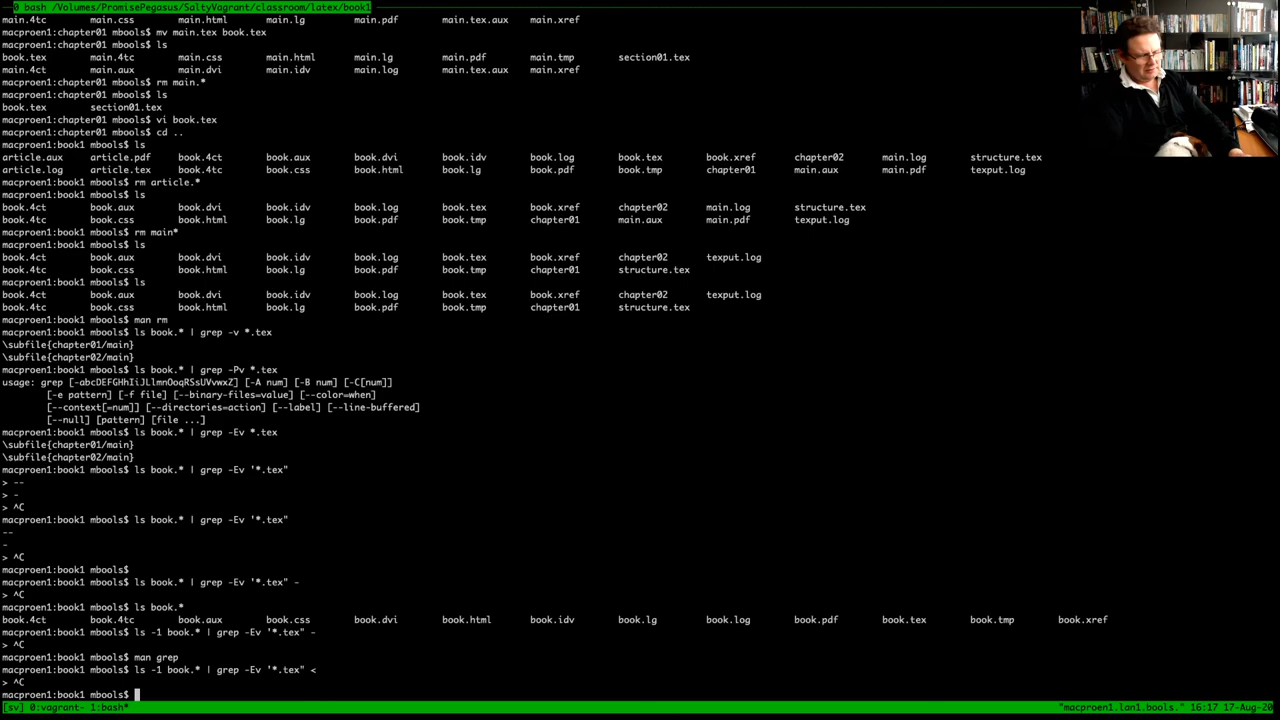 0 bash /Volumes/PromisePegasus/SaltyVagrant/classroom/latex/book1
main.4tc main.css main.html main.lg main.pdf main.tex.aux main.xref
macproen1:chapter01 mbools$ mv main.tex book.tex
macproen1:chapter01 mbools$ ls
book.tex main.4tc main.css main.html main.lg main.pdf main.tmp section01.tex
main.4ct main.aux main.dvi main.idv main.log main.tex.aux main.xref
macproen1:chapter01 mbools$ rm main.*
macproen1:chapter01 mbools$ ls
book.tex section01.tex
macproen1:chapter01 mbools$ vi book.tex
macproen1:chapter01 mbools$ cd ..
macproen1:book1 mbools$ ls
article.aux article.pdf book.4ct book.aux book.dvi book.idv book.log book.tex book.xref chapter02 main.log structure.tex
article.log article.tex book.4tc book.css book.html book.lg book.pdf book.tmp chapter01 main.aux main.pdf texput.log
macproen1:book1 mbools$ rm article.*
macproen1:book1 mbools$ ls
book.4ct book.aux book.dvi book.idv book.log book.tex book.xref chapter02 main.log structure.tex
book.4tc book.css book.html book.lg book.pdf book.tmp chapter01 main.aux main.pdf texput.log
macproen1:book1 mbools$ rm main*
macproen1:book1 mbools$ ls
book.4ct book.aux book.dvi book.idv book.log book.tex book.xref chapter02 texput.log
book.4tc book.css book.html book.lg book.pdf book.tmp chapter01 structure.tex
macproen1:book1 mbools$ ls
book.4ct book.aux book.dvi book.idv book.log book.tex book.xref chapter02 texput.log
book.4tc book.css book.html book.lg book.pdf book.tmp chapter01 structure.tex
macproen1:book1 mbools$ man rm
macproen1:book1 mbools$ ls book.* | grep -v *.tex
\subfile{chapter01/main}
\subfile{chapter02/main}
macproen1:book1 mbools$ ls book.* | grep -Pv *.tex
usage: grep [-abcDEFGHhIiJLlmnOoqRSsUVvwxZ] [-A num] [-B num] [-C[num]]
[-e pattern] [-f file] [--binary-files=value] [--color=when]
[--context[=num]] [--directories=action] [--label] [--line-buffered]
[--null] [pattern] [file ...]
macproen1:book1 mbools$ ls book.* | grep -Ev *.tex
\subfile{chapter01/main}
\subfile{chapter02/main}
macproen1:book1 mbools$ ls book.* | grep -Ev '*.tex"
> --
> -
> ^C
macproen1:book1 mbools$ ls book.* | grep -Ev '*.tex"
--
-
> ^C
macproen1:book1 mbools$
macproen1:book1 mbools$ ls book.* | grep -Ev '*.tex" -
> ^C
macproen1:book1 mbools$ ls book.*
book.4ct book.4tc book.aux book.css book.dvi book.html book.idv book.lg book.log book.pdf book.tex book.tmp book.xref
macproen1:book1 mbools$ ls -1 book.* | grep -Ev '*.tex" -
> ^C
macproen1:book1 mbools$ man grep
macproen1:book1 mbools$ ls -1 book.* | grep -Ev '*.tex" <
> ^C
macproen1:book1 mbools$
[sv] 0:vagrant- 1:bash* "macproen1.lan1.bools." 16:17 17-Aug-20